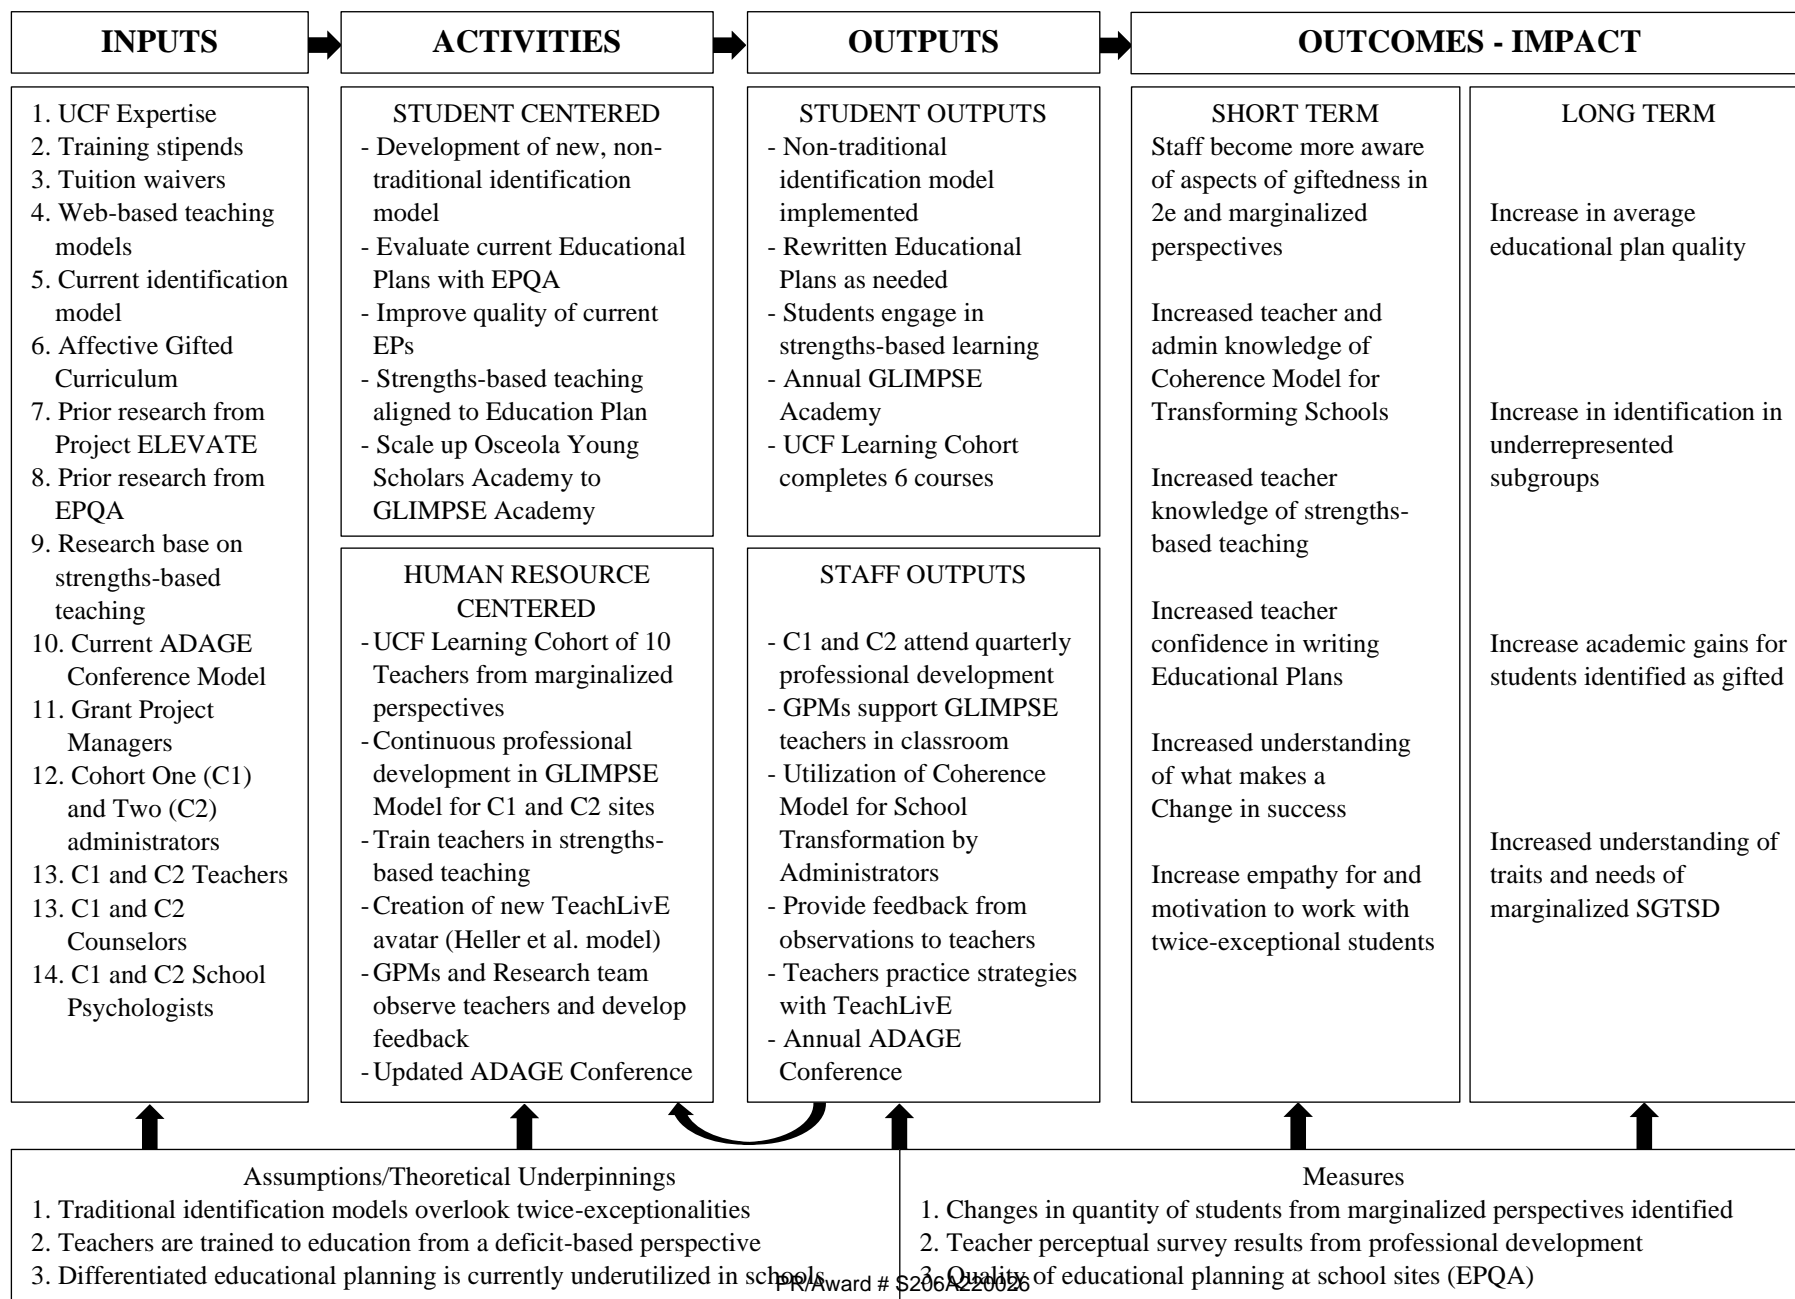 INPUTS
ACTIVITIES
OUTPUTS
OUTCOMES - IMPACT
1. UCF Expertise
2. Training stipends
3. Tuition waivers
4. Web-based teaching
models
5. Current identification
model
6. Affective Gifted
Curriculum
7. Prior research from
Project ELEVATE
8. Prior research from
EPQA
9. Research base on
strengths-based
teaching
10. Current ADAGE
Conference Model
11. Grant Project
Managers
12. Cohort One (C1)
and Two (C2)
administrators
13. C1 and C2 Teachers
13. C1 and C2
Counselors
14. C1 and C2 School
Psychologists
STUDENT CENTERED
- Development of new, non-
traditional identification
model
- Evaluate current Educational
Plans with EPQA
- Improve quality of current
EPs
- Strengths-based teaching
aligned to Education Plan
- Scale up Osceola Young
Scholars Academy to
GLIMPSE Academy
HUMAN RESOURCE
CENTERED
- UCF Learning Cohort of 10
Teachers from marginalized
perspectives
- Continuous professional
development in GLIMPSE
Model for C1 and C2 sites
- Train teachers in strengths-
based teaching
- Creation of new TeachLivE
avatar (Heller et al. model)
- GPMs and Research team
observe teachers and develop
feedback
- Updated ADAGE Conference
STUDENT OUTPUTS
- Non-traditional
identification model
implemented
- Rewritten Educational
Plans as needed
- Students engage in
strengths-based learning
- Annual GLIMPSE
Academy
- UCF Learning Cohort
completes 6 courses
STAFF OUTPUTS
- C1 and C2 attend quarterly
professional development
- GPMs support GLIMPSE
teachers in classroom
- Utilization of Coherence
Model for School
Transformation by
Administrators
- Provide feedback from
observations to teachers
- Teachers practice strategies
with TeachLivE
- Annual ADAGE
Conference
SHORT TERM
Staff become more aware
of aspects of giftedness in
2e and marginalized
perspectives
Increased teacher and
admin knowledge of
Coherence Model for
Transforming Schools
Increased teacher
knowledge of strengths-
based teaching
Increased teacher
confidence in writing
Educational Plans
Increased understanding
of what makes a
Change in success
Increase empathy for and
motivation to work with
twice-exceptional students
LONG TERM
Increase in average
educational plan quality
Increase in identification in
underrepresented
subgroups
Increase academic gains for
students identified as gifted
Increased understanding of
traits and needs of
marginalized SGTSD
Assumptions/Theoretical Underpinnings
1. Traditional identification models overlook twice-exceptionalities
2. Teachers are trained to education from a deficit-based perspective
3. Differentiated educational planning is currently underutilized in schools
Measures
1. Changes in quantity of students from marginalized perspectives identified
2. Teacher perceptual survey results from professional development
3. Quality of educational planning at school sites (EPQA)
PR/Award # S206A220026